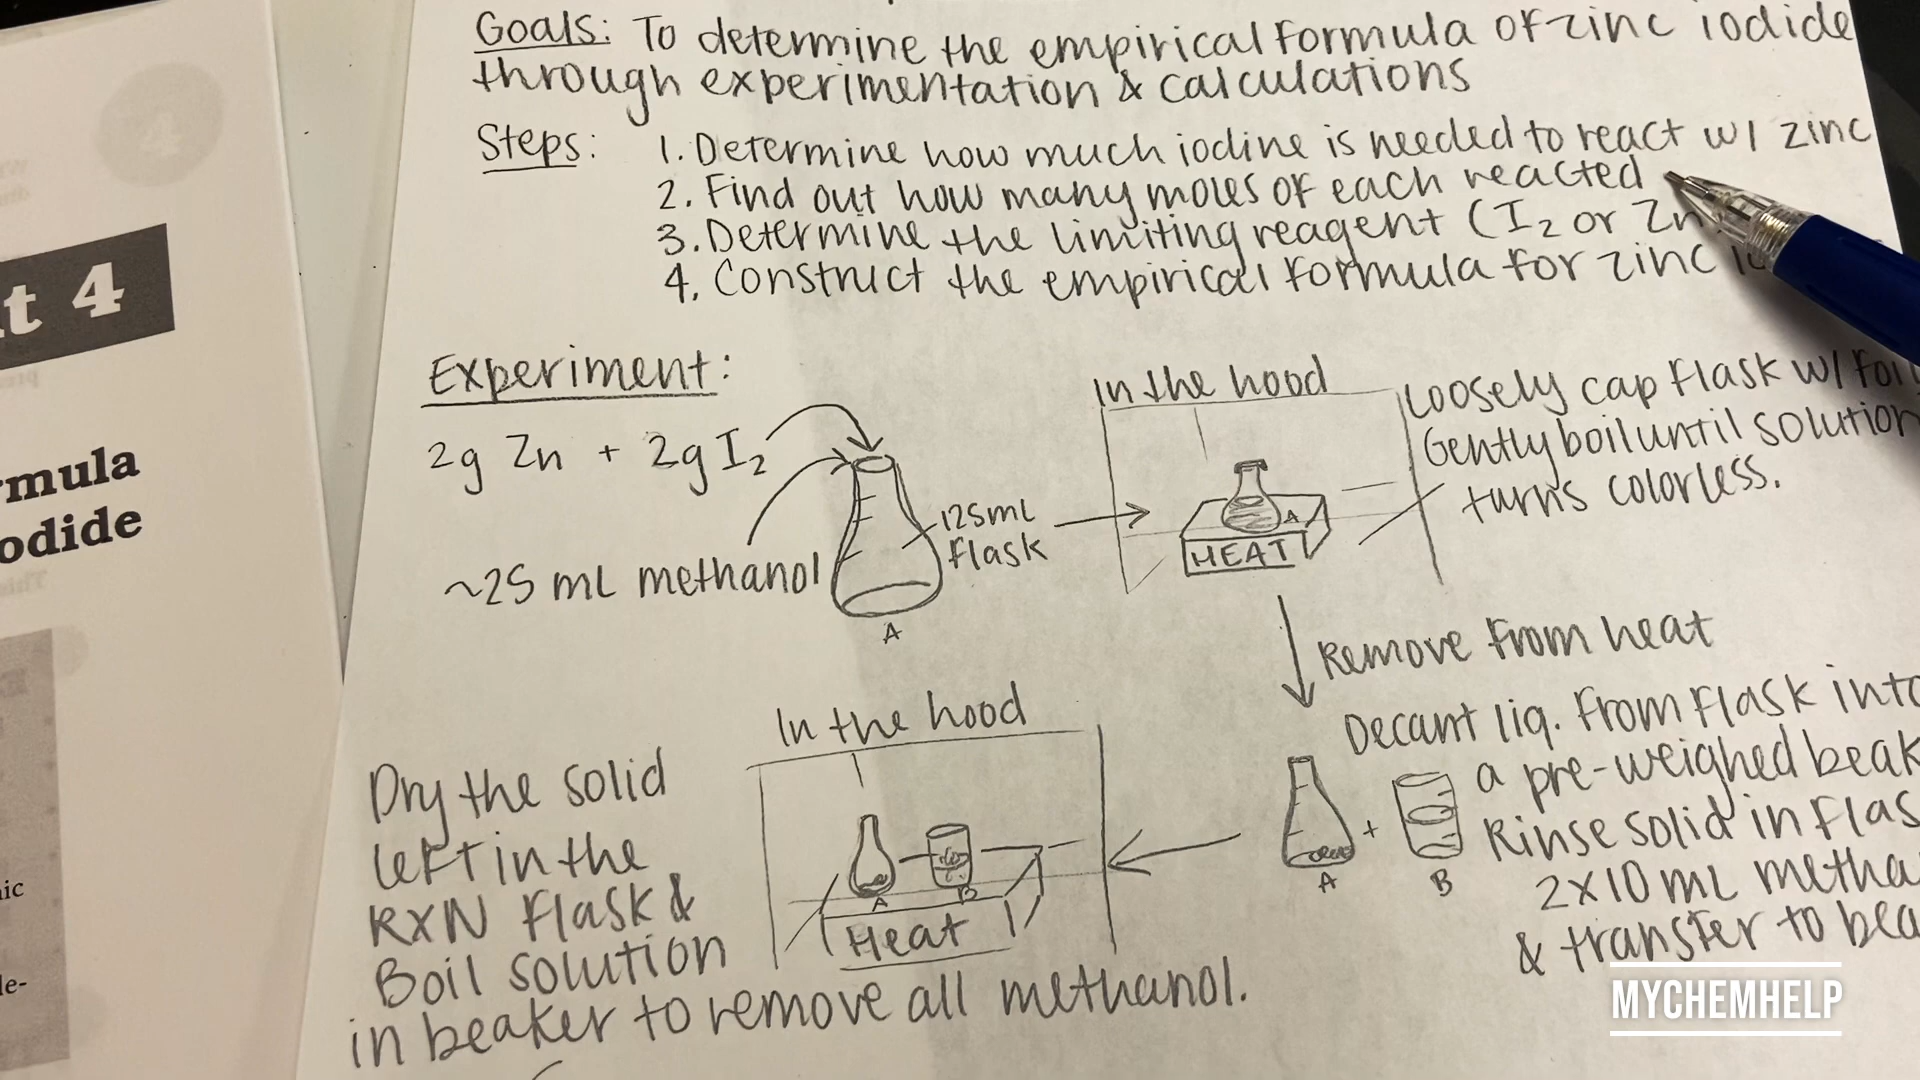 Goals: To determine the empirical formula of zinc iodide
through experimentation & calculations
Steps: 1. Determine how much iodine is needed to react w/ zinc
2. Find out how many moles of each reacted
3. Determine the limiting reagent (I2 or Zn
4. Construct the empirical formula for zinc
Experiment:
2g Zn + 2g I2
~25 mL methanol
125mL
flask
A
In the hood
A
HEAT
Loosely cap flask w/ foi
Gently boil until solution
turns colorless.
Remove from heat
Decant liq. from flask into
a pre-weighed beak
Rinse solid in flas
2x10 mL metha
& transfer to bea
A + B
In the hood
A B
Heat
Dry the solid
left in the
RXN flask &
Boil solution
in beaker to remove all methanol.
t 4
rmula
odide
ic
le-
MYCHEMHELP